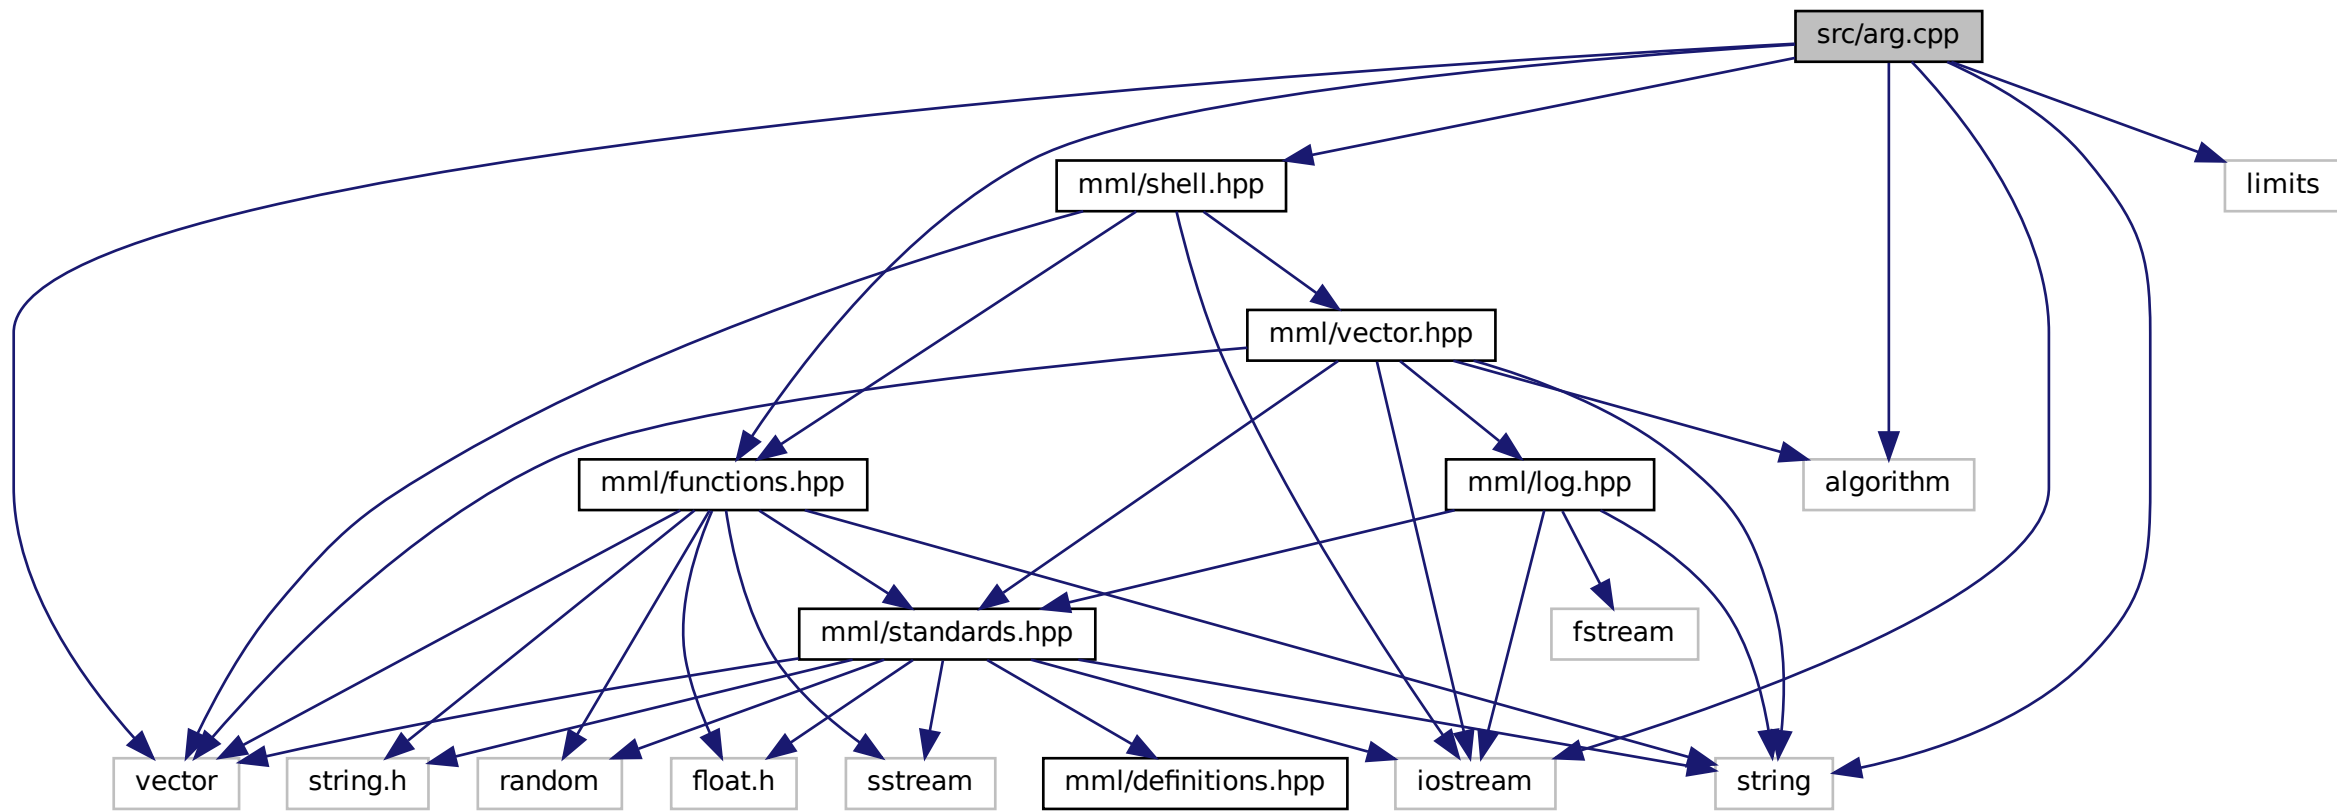 src/arg.cpp
mml/shell.hpp
limits
mml/vector.hpp
mml/functions.hpp
mml/log.hpp
algorithm
mml/standards.hpp
fstream
vector
string.h
random
float.h
sstream
mml/definitions.hpp
iostream
string